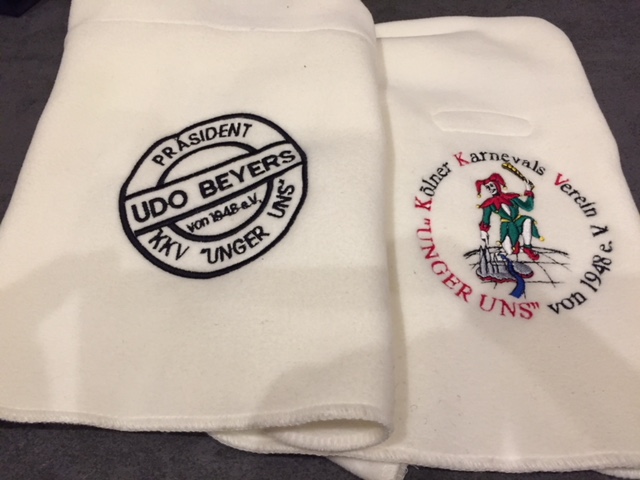 PRÄSIDENT
UDO BEYERS
von 1948 e.V.
KKV "UNGER UNS"
Kölner Karnevals Verein
"UNGER UNS" von 1948 e. V